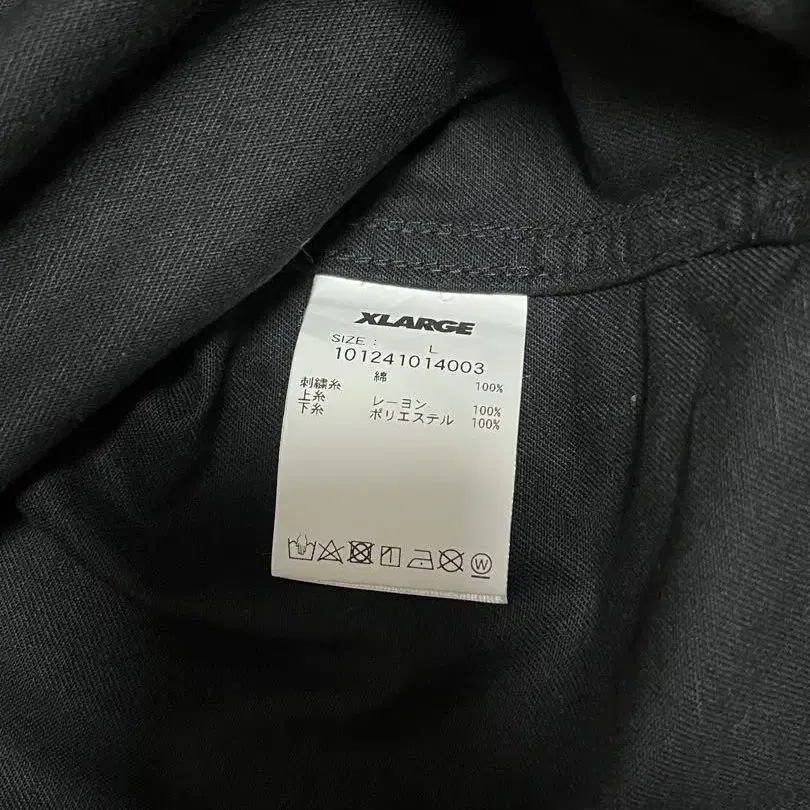 XLARGE
SIZE : L
101241014003
綿 100%
刺繍糸
上糸 レーヨン 100%
下糸 ポリエステル 100%
W